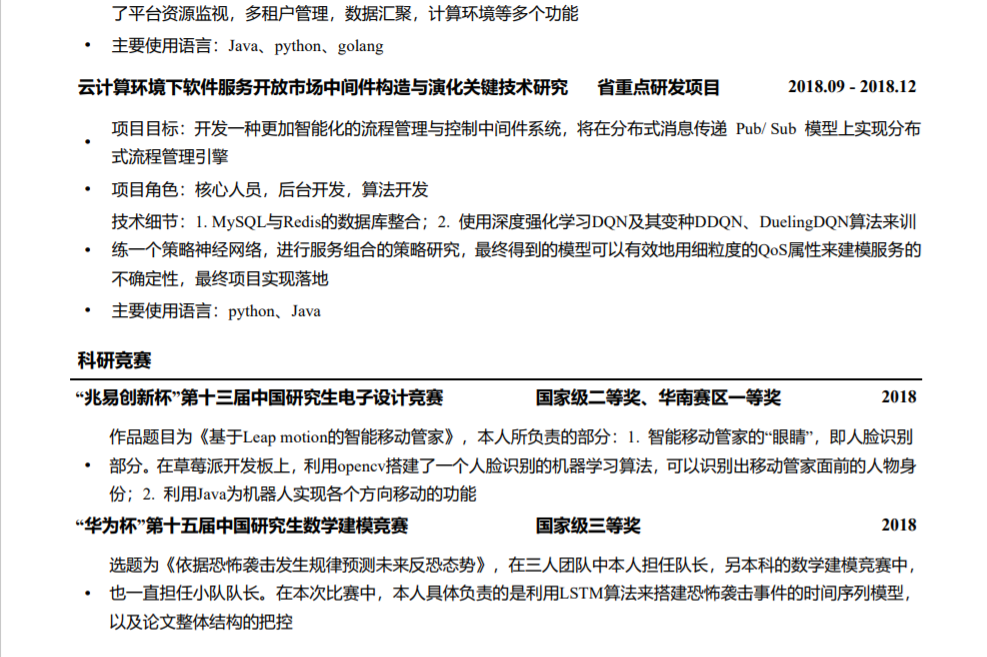 了平台资源监视，多租户管理，数据汇聚，计算环境等多个功能
• 主要使用语言：Java、python、golang
云计算环境下软件服务开放市场中间件构造与演化关键技术研究 省重点研发项目 2018.09 - 2018.12
项目目标：开发一种更加智能化的流程管理与控制中间件系统，将在分布式消息传递 Pub/ Sub 模型上实现分布
• 式流程管理引擎
• 项目角色：核心人员，后台开发，算法开发
技术细节：1. MySQL与Redis的数据库整合；2. 使用深度强化学习DQN及其变种DDQN、DuelingDQN算法来训
• 练一个策略神经网络，进行服务组合的策略研究，最终得到的模型可以有效地用细粒度的QoS属性来建模服务的
不确定性，最终项目实现落地
• 主要使用语言：python、Java
科研竞赛
“兆易创新杯”第十三届中国研究生电子设计竞赛 国家级二等奖、华南赛区一等奖 2018
作品题目为《基于Leap motion的智能移动管家》，本人所负责的部分：1. 智能移动管家的“眼睛”，即人脸识别
• 部分。在草莓派开发板上，利用opencv搭建了一个人脸识别的机器学习算法，可以识别出移动管家面前的人物身
份；2. 利用Java为机器人实现各个方向移动的功能
“华为杯”第十五届中国研究生数学建模竞赛 国家级三等奖 2018
选题为《依据恐怖袭击发生规律预测未来反恐态势》，在三人团队中本人担任队长，另本科的数学建模竞赛中，
• 也一直担任小队队长。在本次比赛中，本人具体负责的是利用LSTM算法来搭建恐怖袭击事件的时间序列模型，
以及论文整体结构的把控